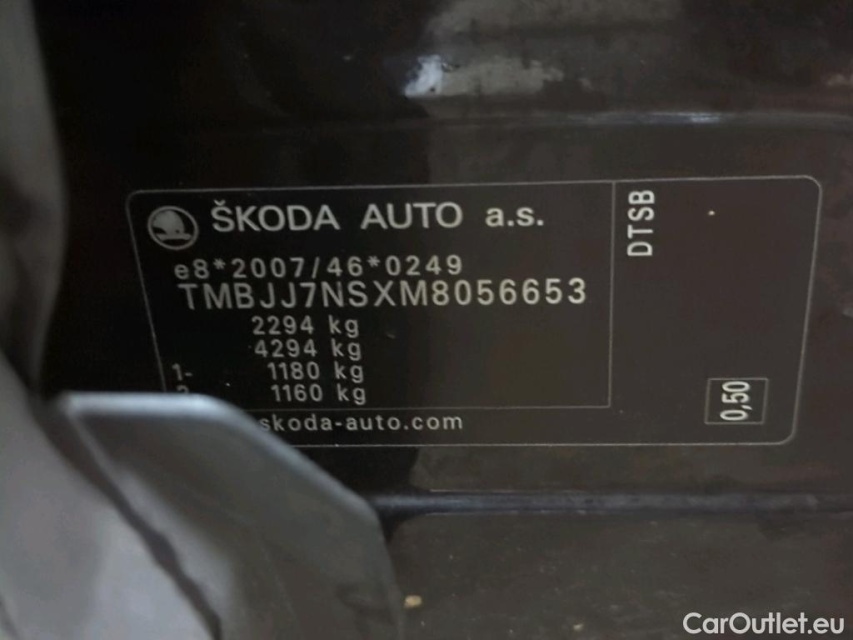 ŠKODA AUTO a.s.
e8*2007/46*0249
TMBJJ7NSXM8056653
2294 kg
4294 kg
1- 1180 kg
1160 kg
skoda-auto.com
DTSB
0,50
CarOutlet.eu